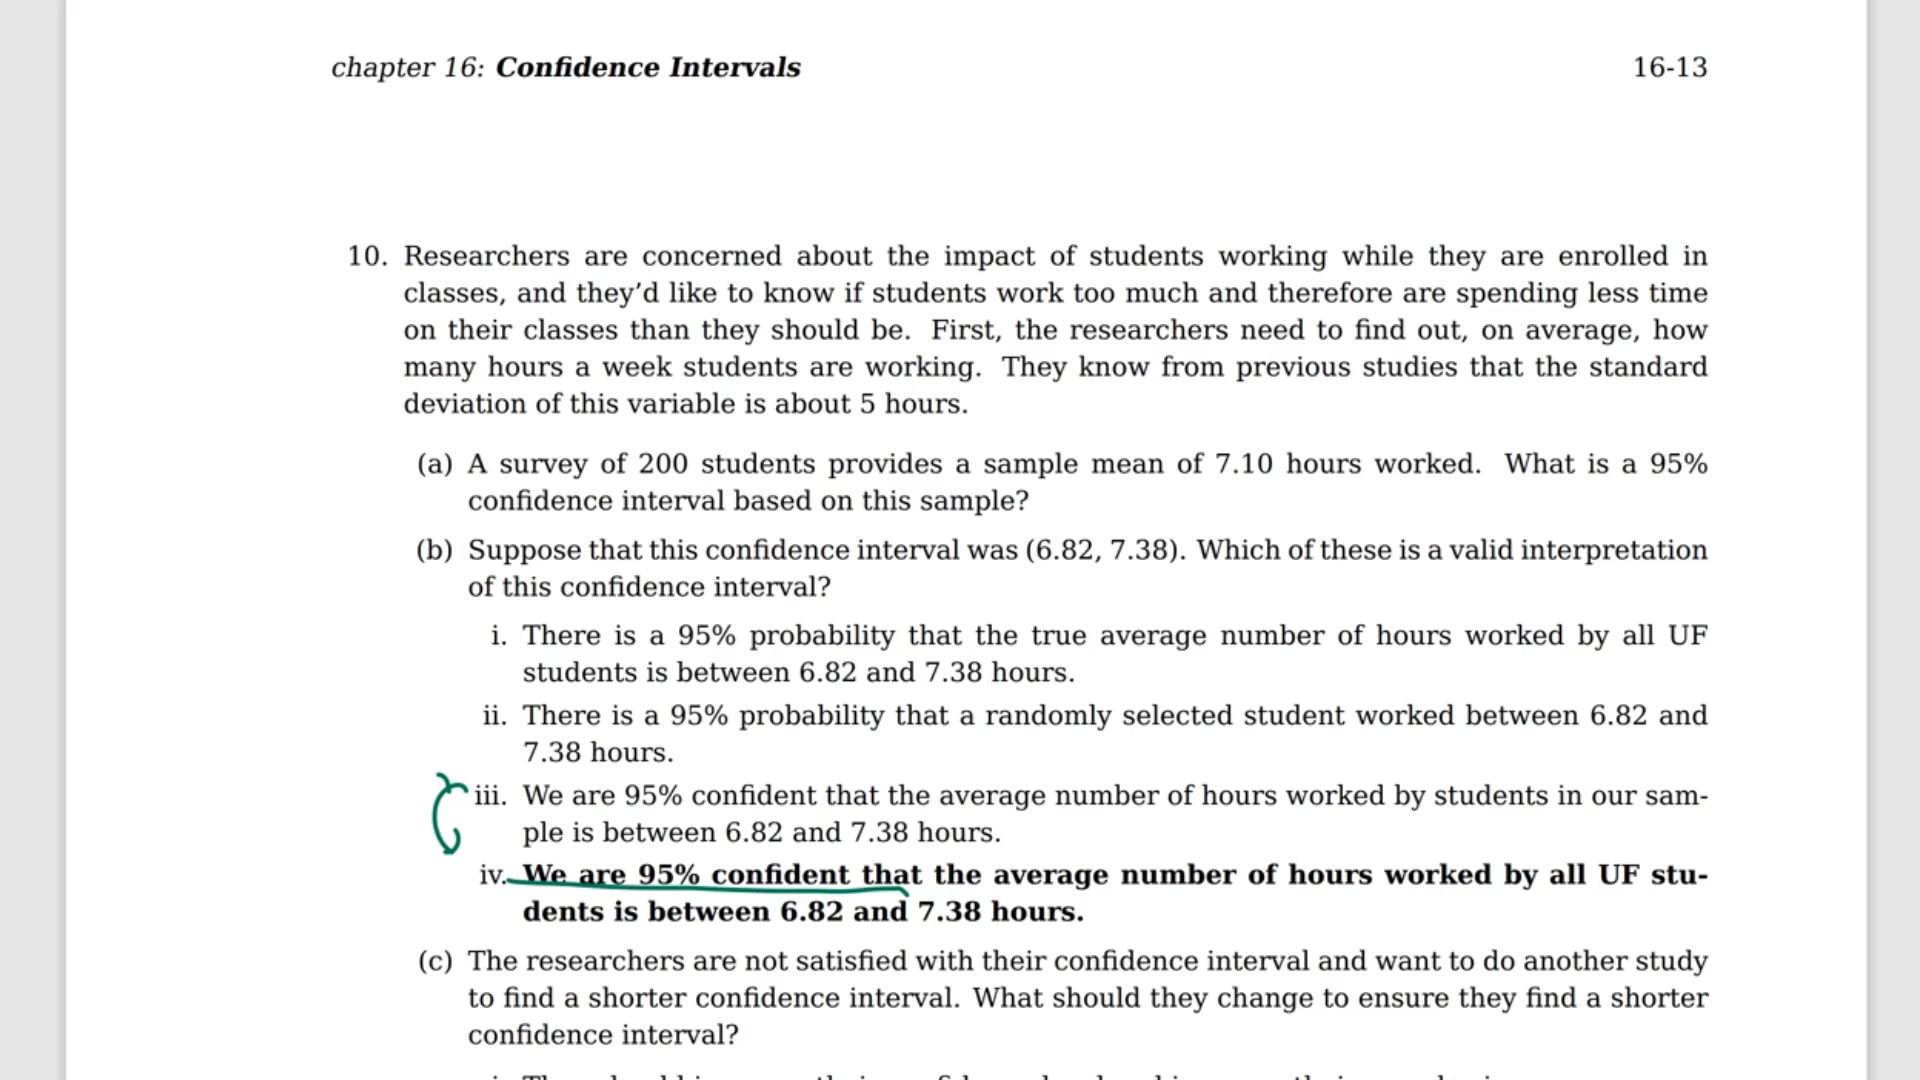 chapter 16: Confidence Intervals 16-13
10. Researchers are concerned about the impact of students working while they are enrolled in
classes, and they’d like to know if students work too much and therefore are spending less time
on their classes than they should be. First, the researchers need to find out, on average, how
many hours a week students are working. They know from previous studies that the standard
deviation of this variable is about 5 hours.
(a) A survey of 200 students provides a sample mean of 7.10 hours worked. What is a 95%
confidence interval based on this sample?
(b) Suppose that this confidence interval was (6.82, 7.38). Which of these is a valid interpretation
of this confidence interval?
i. There is a 95% probability that the true average number of hours worked by all UF
students is between 6.82 and 7.38 hours.
ii. There is a 95% probability that a randomly selected student worked between 6.82 and
7.38 hours.
iii. We are 95% confident that the average number of hours worked by students in our sam-
ple is between 6.82 and 7.38 hours.
iv. We are 95% confident that the average number of hours worked by all UF stu-
dents is between 6.82 and 7.38 hours.
(c) The researchers are not satisfied with their confidence interval and want to do another study
to find a shorter confidence interval. What should they change to ensure they find a shorter
confidence interval?